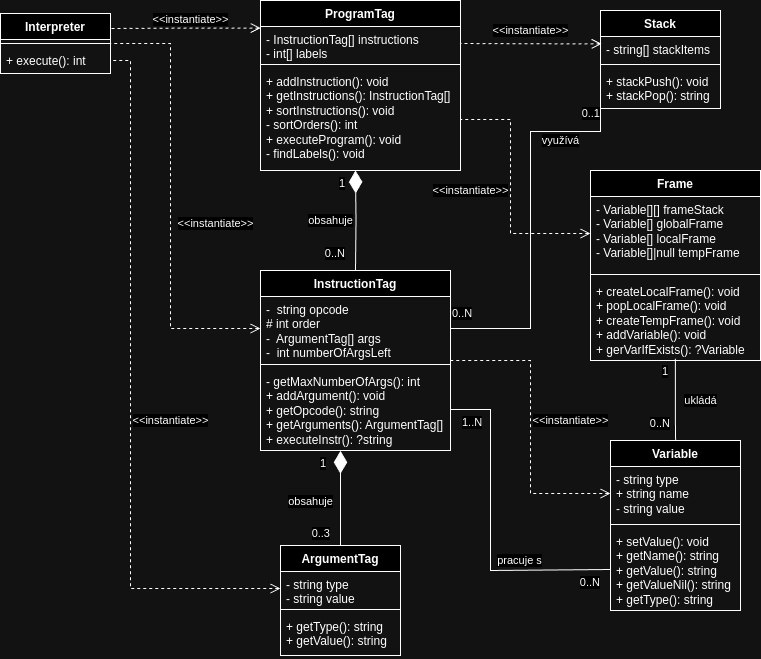 Interpreter
+ execute(): int
<<instantiate>>
ProgramTag
- InstructionTag[] instructions
- int[] labels
+ addInstruction(): void
+ getInstructions(): InstructionTag[]
+ sortInstructions(): void
- sortOrders(): int
+ executeProgram(): void
- findLabels(): void
<<instantiate>>
Stack
- string[] stackItems
+ stackPush(): void
+ stackPop(): string
0..1
využívá
0..N
<<instantiate>>
<<instantiate>>
1
obsahuje
0..N
Frame
- Variable[][] frameStack
- Variable[] globalFrame
- Variable[] localFrame
- Variable[]|null tempFrame
+ createLocalFrame(): void
+ popLocalFrame(): void
+ createTempFrame(): void
+ addVariable(): void
+ gerVarIfExists(): ?Variable
InstructionTag
- string opcode
# int order
- ArgumentTag[] args
- int numberOfArgsLeft
- getMaxNumberOfArgs(): int
+ addArgument(): void
+ getOpcode(): string
+ getArguments(): ArgumentTag[]
+ executeInstr(): ?string
1
ukládá
0..N
<<instantiate>>
<<instantiate>>
1..N
pracuje s
0..N
Variable
- string type
+ string name
- string value
+ setValue(): void
+ getName(): string
+ getValue(): string
+ getValueNil(): string
+ getType(): string
1
obsahuje
0..3
ArgumentTag
- string type
- string value
+ getType(): string
+ getValue(): string